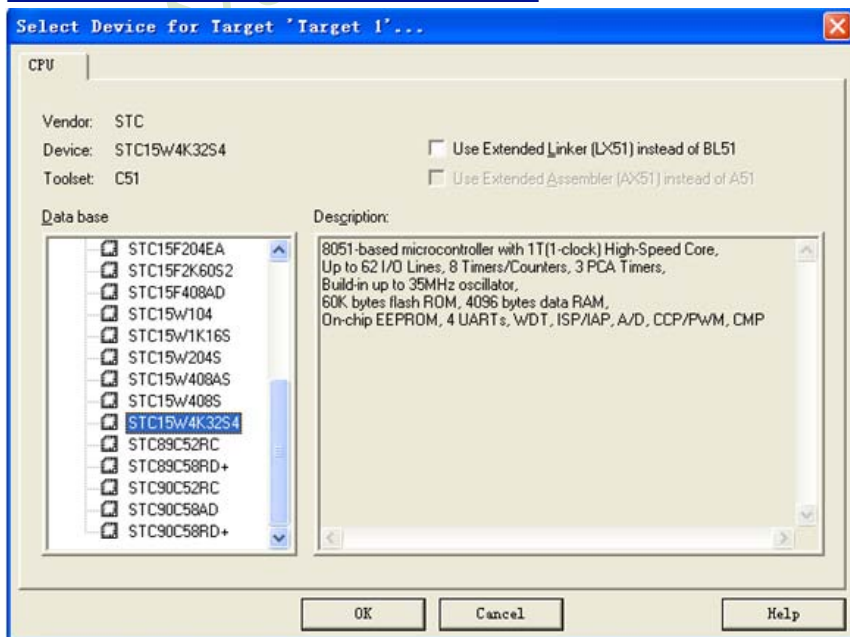 Select Device for Target 'Target 1'...
CPU
Vendor: STC
Device: STC15W4K32S4
Toolset: C51
Use Extended Linker (LX51) instead of BL51
Use Extended Assembler (AX51) instead of A51
Data base
STC15F204EA
STC15F2K60S2
STC15F408AD
STC15W104
STC15W1K16S
STC15W204S
STC15W408AS
STC15W408S
STC15W4K32S4
STC89C52RC
STC89C58RD+
STC90C52RC
STC90C58AD
STC90C58RD+
Description:
8051-based microcontroller with 1T(1-clock) High-Speed Core,
Up to 62 I/O Lines, 8 Timers/Counters, 3 PCA Timers,
Build-in up to 35MHz oscillator,
60K bytes flash ROM, 4096 bytes data RAM,
On-chip EEPROM, 4 UARTs, WDT, ISP/IAP, A/D, CCP/PWM, CMP
OK
Cancel
Help